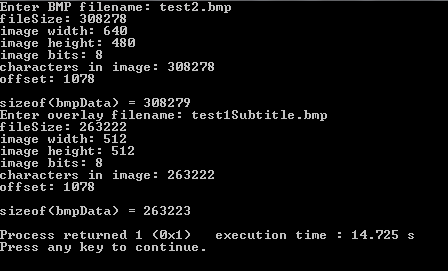 Enter BMP filename: test2.bmp
fileSize: 308278
image width: 640
image height: 480
image bits: 8
characters in image: 308278
offset: 1078
sizeof(bmpData) = 308279
Enter overlay filename: test1Subtitle.bmp
fileSize: 263222
image width: 512
image height: 512
image bits: 8
characters in image: 263222
offset: 1078
sizeof(bmpData) = 263223
Process returned 1 (0x1)   execution time : 14.725 s
Press any key to continue.